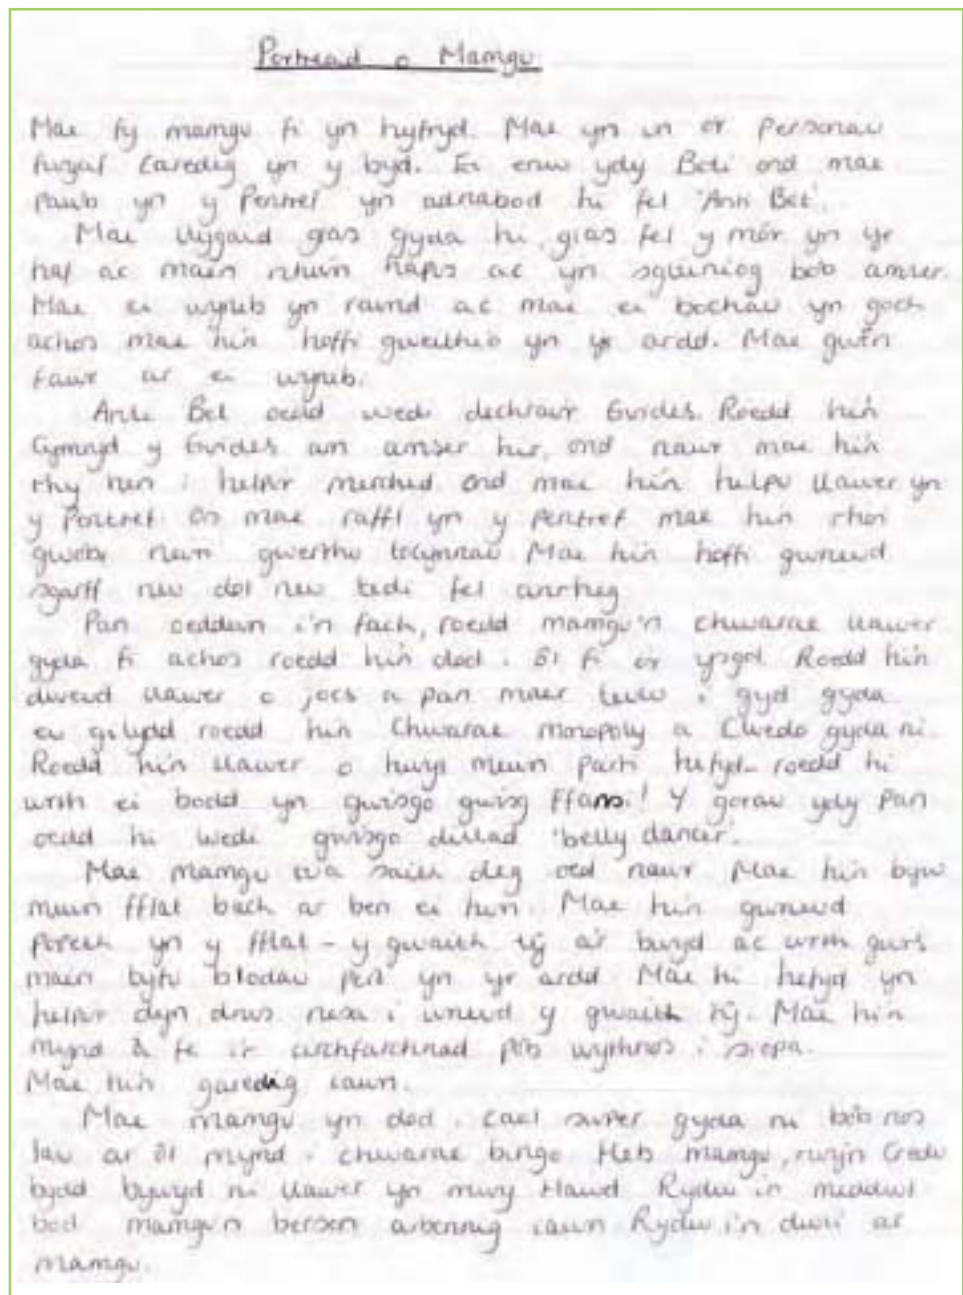 Portread o Mamgu
Mae fy mamgu fi yn hyfryd. Mae yn un o'r personau
fwyaf caredig yn y byd. Ei enw ydy Beti ond mae
pawb yn y pentref yn adnabod hi fel 'Anti Bet'.
Mae llygaid glas gyda hi, glas fel y môr yn yr
haf ac maen nhw'n hapus ac yn sgleiniog bob amser.
Mae ei wyneb yn rownd ac mae ei bochau yn goch
achos mae hi'n hoffi gweithio yn yr ardd. Mae gwên
fawr ar ei wyneb.
Anti Bet oedd wedi dechrau'r Guides. Roedd hi'n
cymryd y Guides am amser hir, ond nawr mae hi'n
rhy hen i helpu'r merched ond mae hi'n helpu llawer yn
y pentref. Os mae raffl yn y pentref mae hi'n rhoi
gwobr neu'n gwerthu tocynnau Mae hi'n hoffi gwneud
sgarff neu dol neu tedi fel anrheg
Pan oeddwn i'n fach, roedd mamgu'n chwarae llawer
gyda fi achos roedd hi'n dod i ôl fi o'r ysgol. Roedd hi'n
dweud llawer o jocs a pan mae'r teulu i gyd gyda
eu gilydd roedd hi'n chwarae monopoly a Cluedo gyda ni.
Roedd hi'n llawer o hwyl mewn parti hefyd - roedd hi
wrth ei bodd yn gwisgo gwisg ffansi! Y gorau ydy pan
oedd hi wedi gwisgo dillad 'belly dancer'.
Mae mamgu tua saith deg oed nawr. Mae hi'n byw
mewn fflat bach ar ben ei hun. Mae hi'n gwneud
popeth yn y fflat - y gwaith tŷ a'r bwyd ac wrth gwrs
maen tyfu blodau pert yn yr ardd. Mae hi hefyd yn
helpu'r dyn drws nesa i wneud y gwaith tŷ. Mae hi'n
mynd â fe i'r archfarchnad pob wythnos i siopa.
Mae hi'n garedig iawn.
Mae mamgu yn dod i cael swper gyda ni bob nos
Iau ar ôl mynd i chwarae bingo. Heb mamgu, rwy'n credu
bydd bywyd ni llawer yn mwy Hawd Rydw i'n meddwl
bod mamgu'n berson arbennig iawn Rydw i'n dwli ar
mamgu.